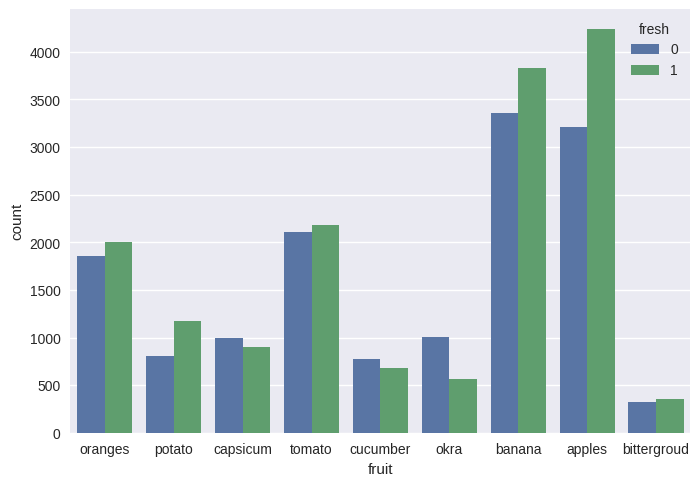 fresh
0
1
4000
3500
3000
2500
2000
1500
1000
500
0
count
oranges potato capsicum tomato cucumber okra banana apples bittergroud
fruit